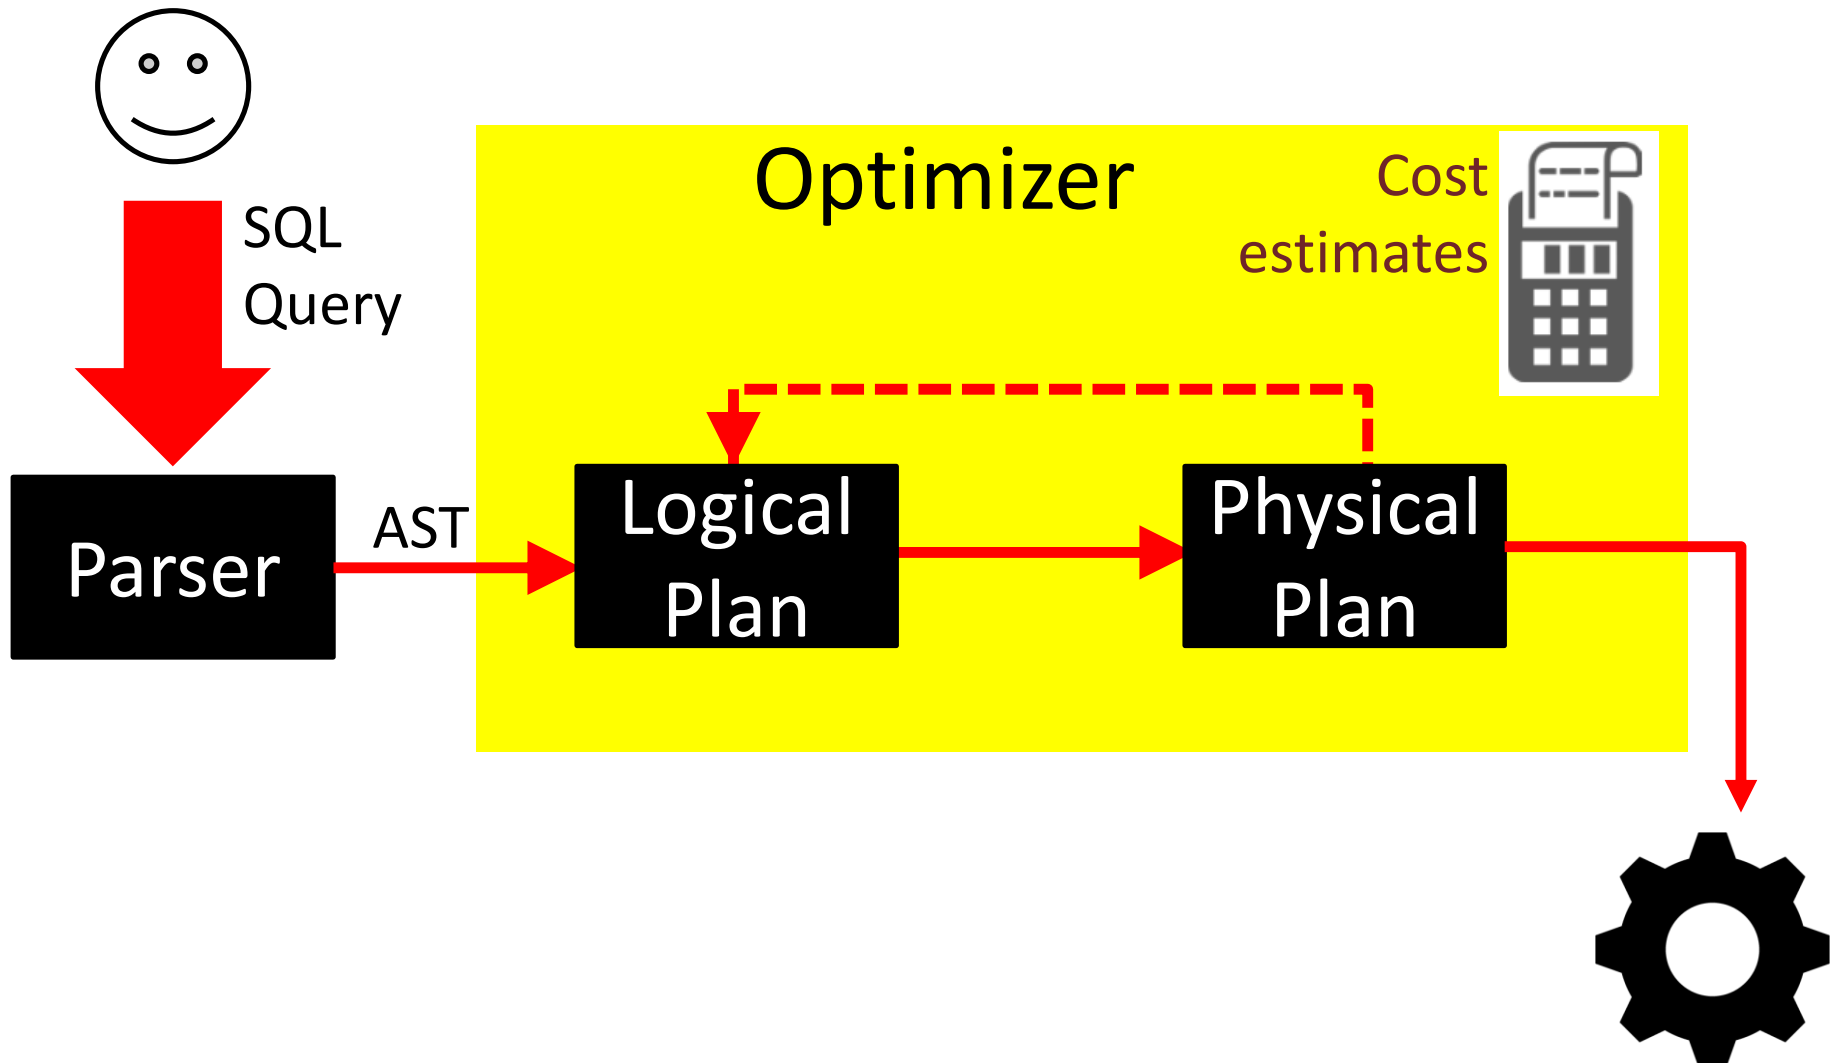 SQL
Query
Optimizer
Cost
estimates
Parser
AST
Logical
Plan
Physical
Plan